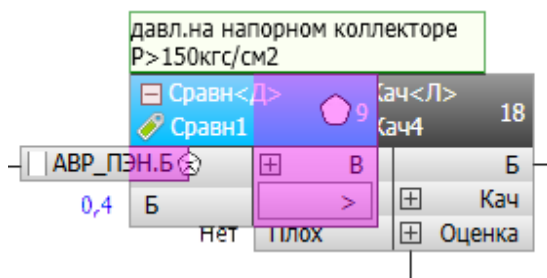 давл.на напорном коллекторе
Р>150кгс/см2
Сравн<Д> 9 Кач<Л> 18
Сравн1 Кач4
АВР_ПЭН.Б В Б
0,4 Б > Кач
Нет Плох Оценка